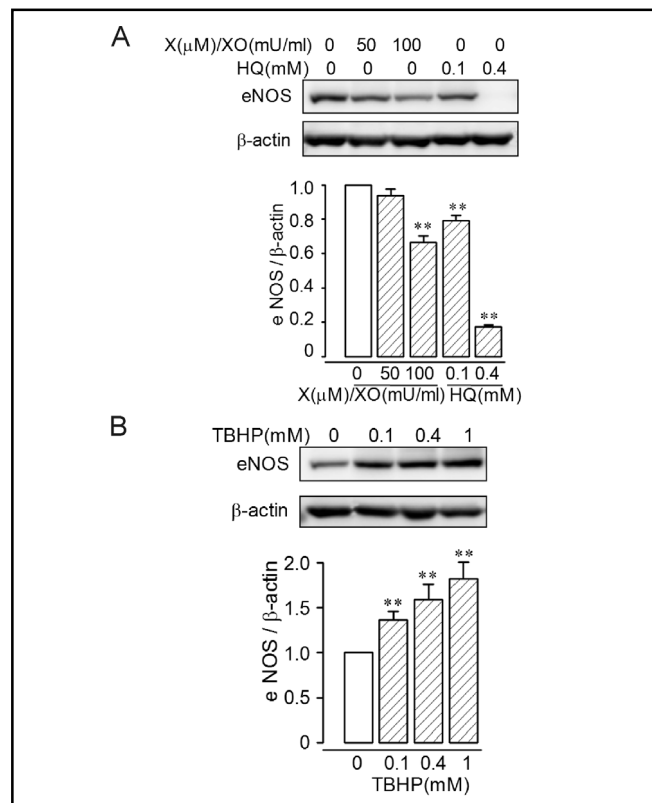 A
X(μM)/XO(mU/ml) 0 50 100 0 0
HQ(mM) 0 0 0 0.1 0.4
eNOS
β-actin
e NOS / β-actin
1.0
0.8
0.6
0.4
0.2
0
**
**
**
0 50 100 0.1 0.4
X(μM)/XO(mU/ml) HQ(mM)
B
TBHP(mM) 0 0.1 0.4 1
eNOS
β-actin
e NOS / β-actin
2.0
1.5
1.0
0.5
0
**
**
**
0 0.1 0.4 1
TBHP(mM)